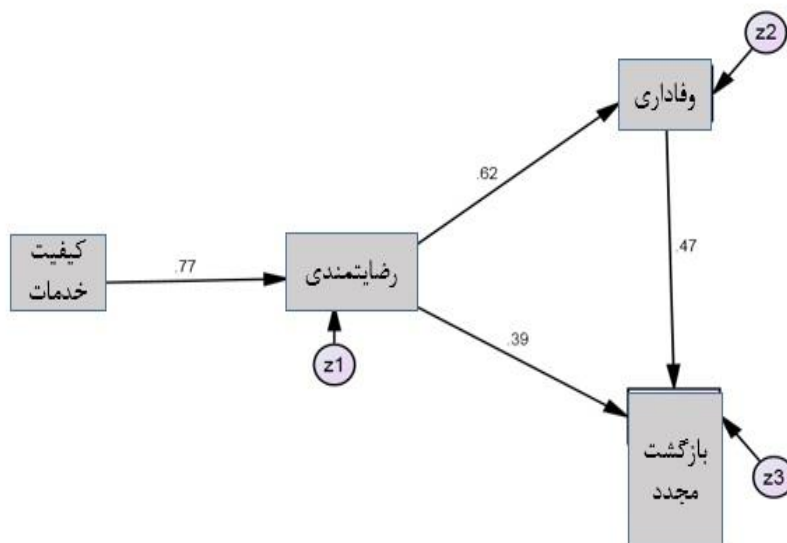 z2
وفاداری
.62
.47
کیفیت
خدمات
.77
رضایتمندی
.39
z1
بازگشت
مجدد
z3